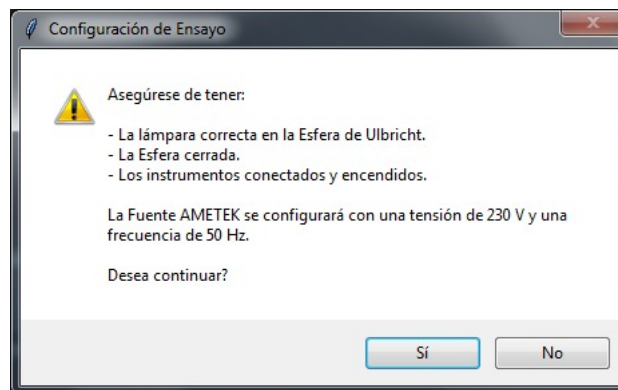 Configuración de Ensayo
Asegúrese de tener:
- La lámpara correcta en la Esfera de Ulbricht.
- La Esfera cerrada.
- Los instrumentos conectados y encendidos.
La Fuente AMETEK se configurará con una tensión de 230 V y una
frecuencia de 50 Hz.
Desea continuar?
Sí
No